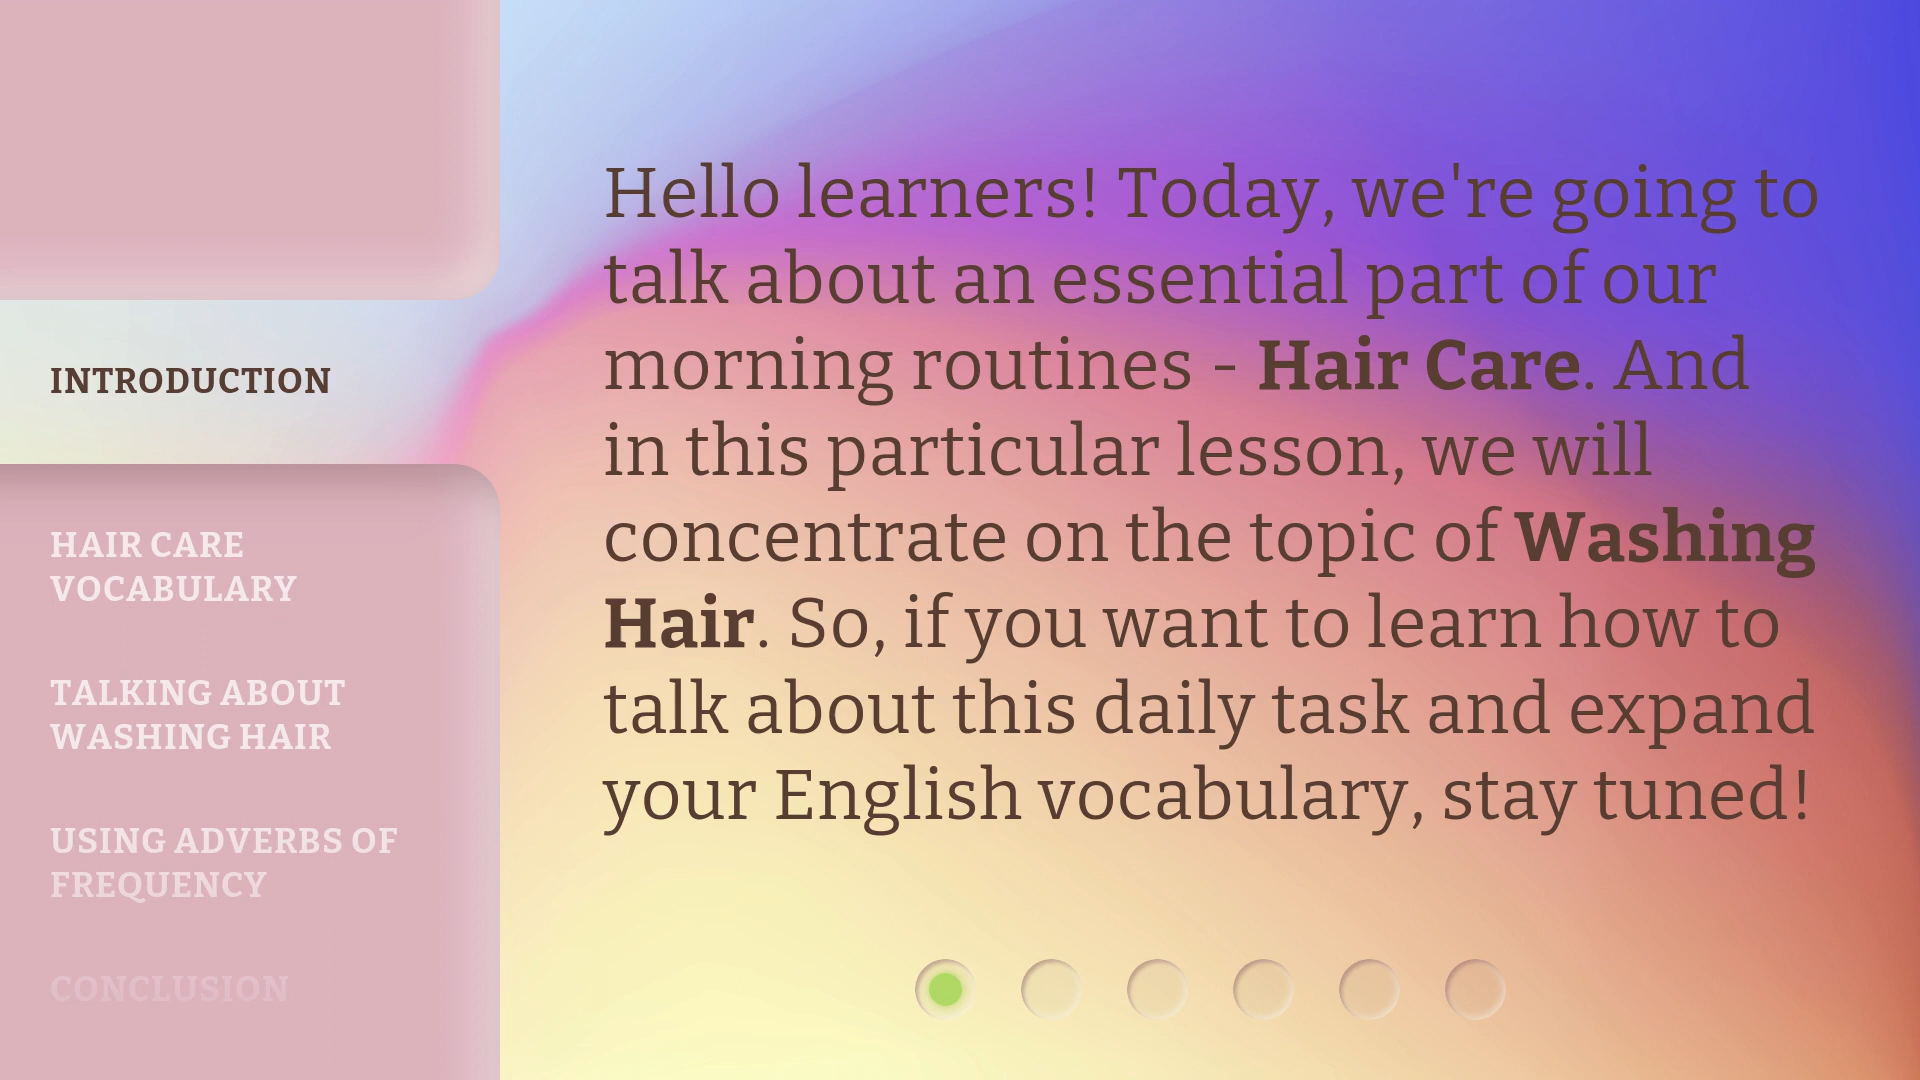 INTRODUCTION
HAIR CARE
VOCABULARY
TALKING ABOUT
WASHING HAIR
USING ADVERBS OF
FREQUENCY
CONCLUSION
Hello learners! Today, we're going to
talk about an essential part of our
morning routines - Hair Care. And
in this particular lesson, we will
concentrate on the topic of Washing
Hair. So, if you want to learn how to
talk about this daily task and expand
your English vocabulary, stay tuned!